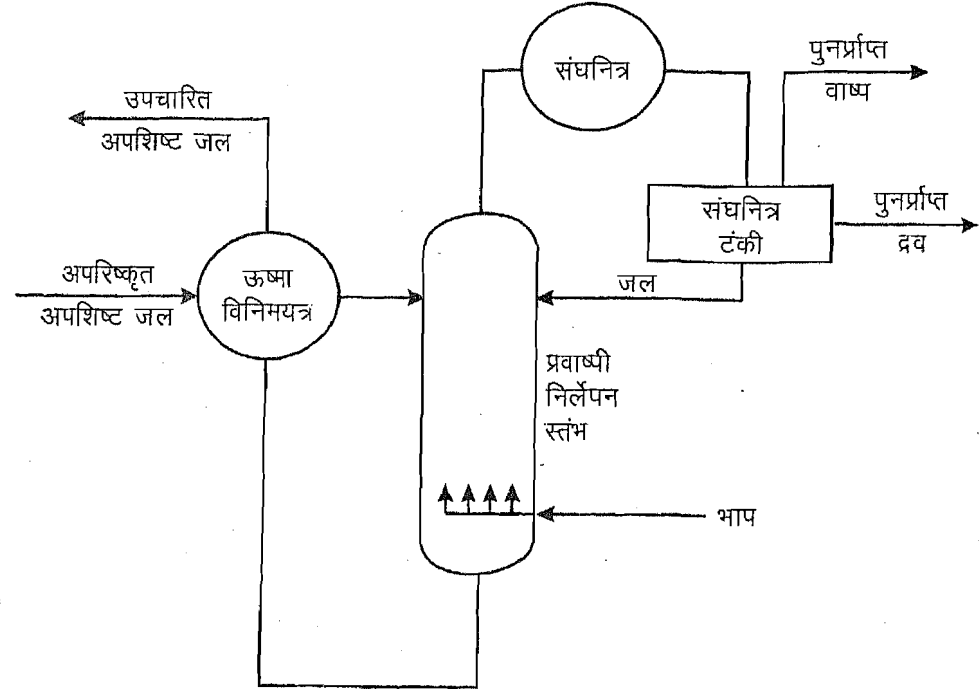 संघनित्र
पुनर्प्राप्त
वाष्प
उपचारित
अपशिष्ट जल
संघनित्र
टंकी
पुनर्प्राप्त
द्रव
अपरिष्कृत
अपशिष्ट जल
ऊष्मा
विनिमयत्र
जल
प्रवाष्पी
निर्लेपन
स्तंभ
भाप